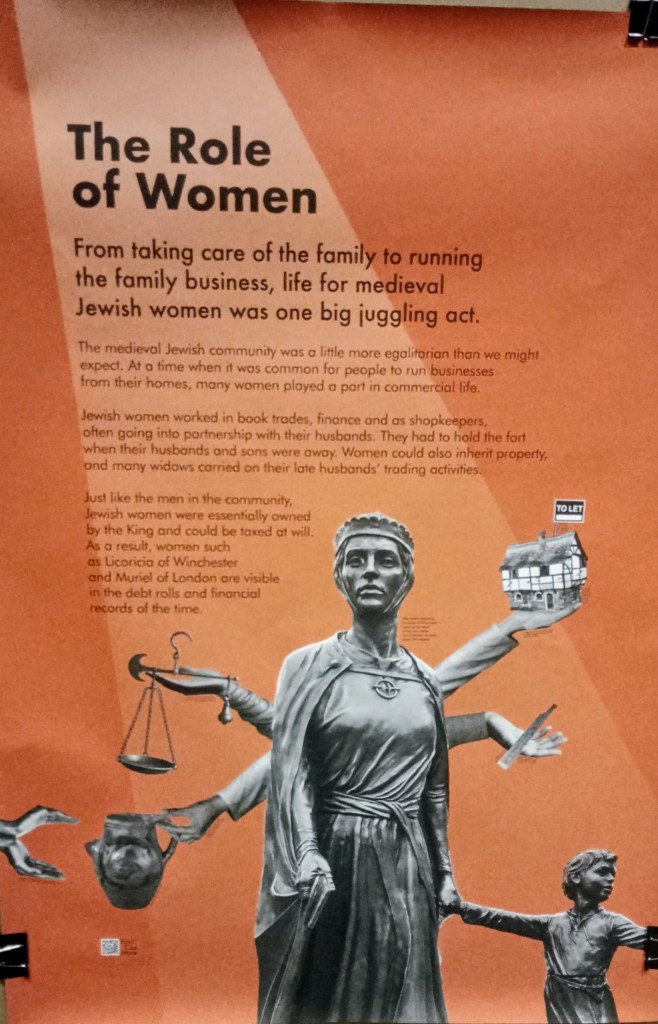 The Role
of Women
From taking care of the family to running
the family business, life for medieval
Jewish women was one big juggling act.
The medieval Jewish community was a little more egalitarian than we might
expect. At a time when it was common for people to run businesses
from their homes, many women played a part in commercial life.
Jewish women worked in book trades, finance and as shopkeepers,
often going into partnership with their husbands. They had to hold the fort
when their husbands and sons were away. Women could also inherit property,
and many widows carried on their late husbands' trading activities.
Just like the men in the community,
Jewish women were essentially owned
by the King and could be taxed at will.
As a result, women such
as Licoricia of Winchester
and Muriel of London are visible
in the debt rolls and financial
records of the time.
TO LET